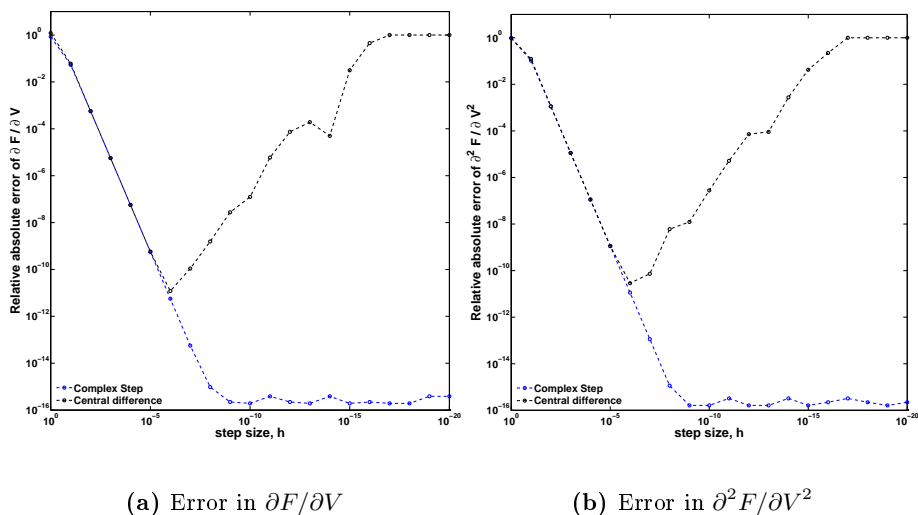 Relative absolute error of ∂ F / ∂ V
10^0
10^-2
10^-4
10^-6
10^-8
10^-10
10^-12
10^-14
10^-16
Complex Step
Central difference
10^0 10^-5 10^-10 10^-15 10^-20
step size, h
Relative absolute error of ∂^2 F / ∂ V^2
10^0
10^-2
10^-4
10^-6
10^-8
10^-10
10^-12
10^-14
10^-16
Complex Step
Central difference
10^0 10^-5 10^-10 10^-15 10^-20
step size, h
(a) Error in ∂F/∂V
(b) Error in ∂^2F/∂V^2